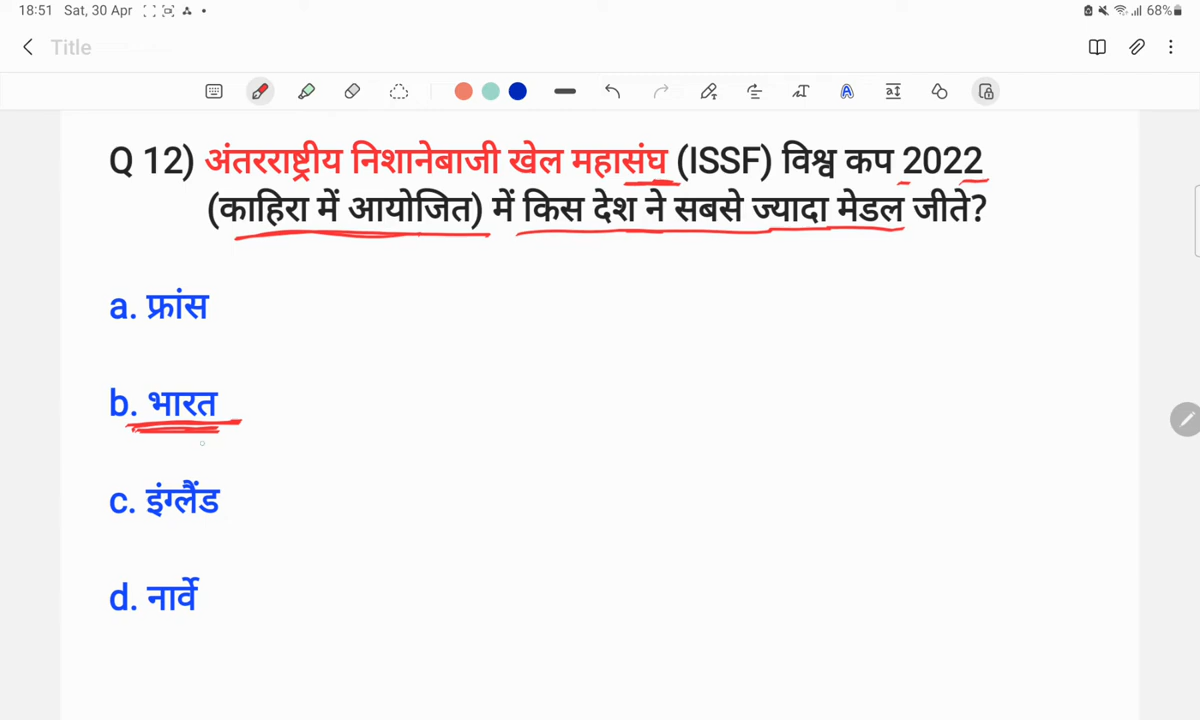 18:51 Sat, 30 Apr
68%
Title
Q 12) अंतरराष्ट्रीय निशानेबाजी खेल महासंघ (ISSF) विश्व कप 2022
(काहिरा में आयोजित) में किस देश ने सबसे ज्यादा मेडल जीते?
a. फ्रांस
b. भारत
c. इंग्लैंड
d. नार्वे